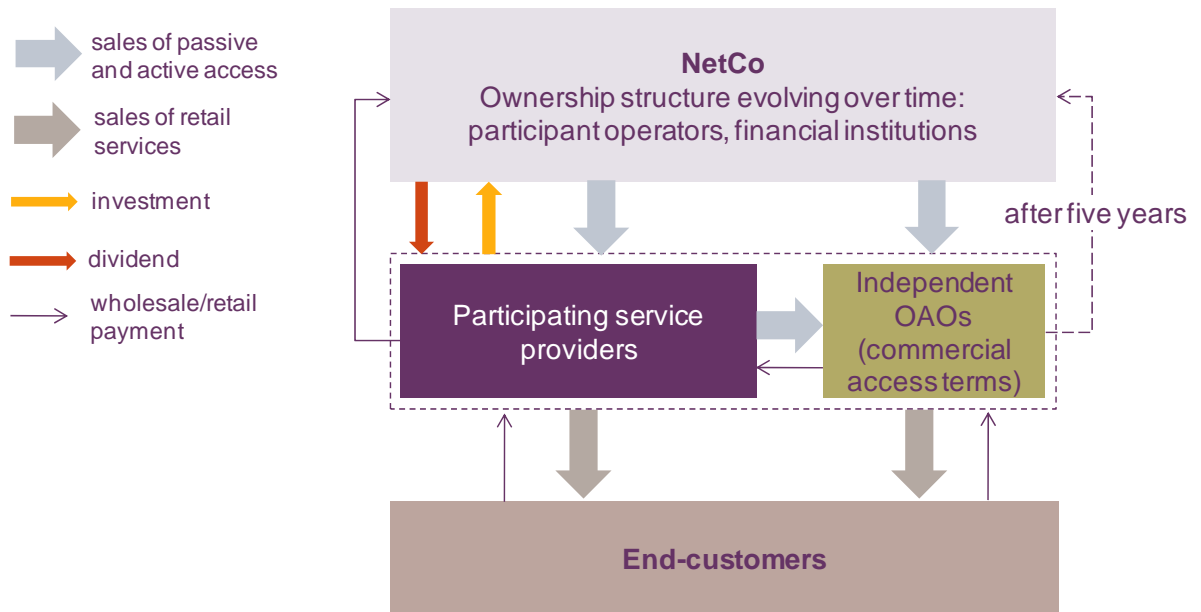 sales of passive
and active access
sales of retail
services
investment
dividend
wholesale/retail
payment
NetCo
Ownership structure evolving over time:
participant operators, financial institutions
after five years
Participating service
providers
Independent
OAOs
(commercial
access terms)
End-customers